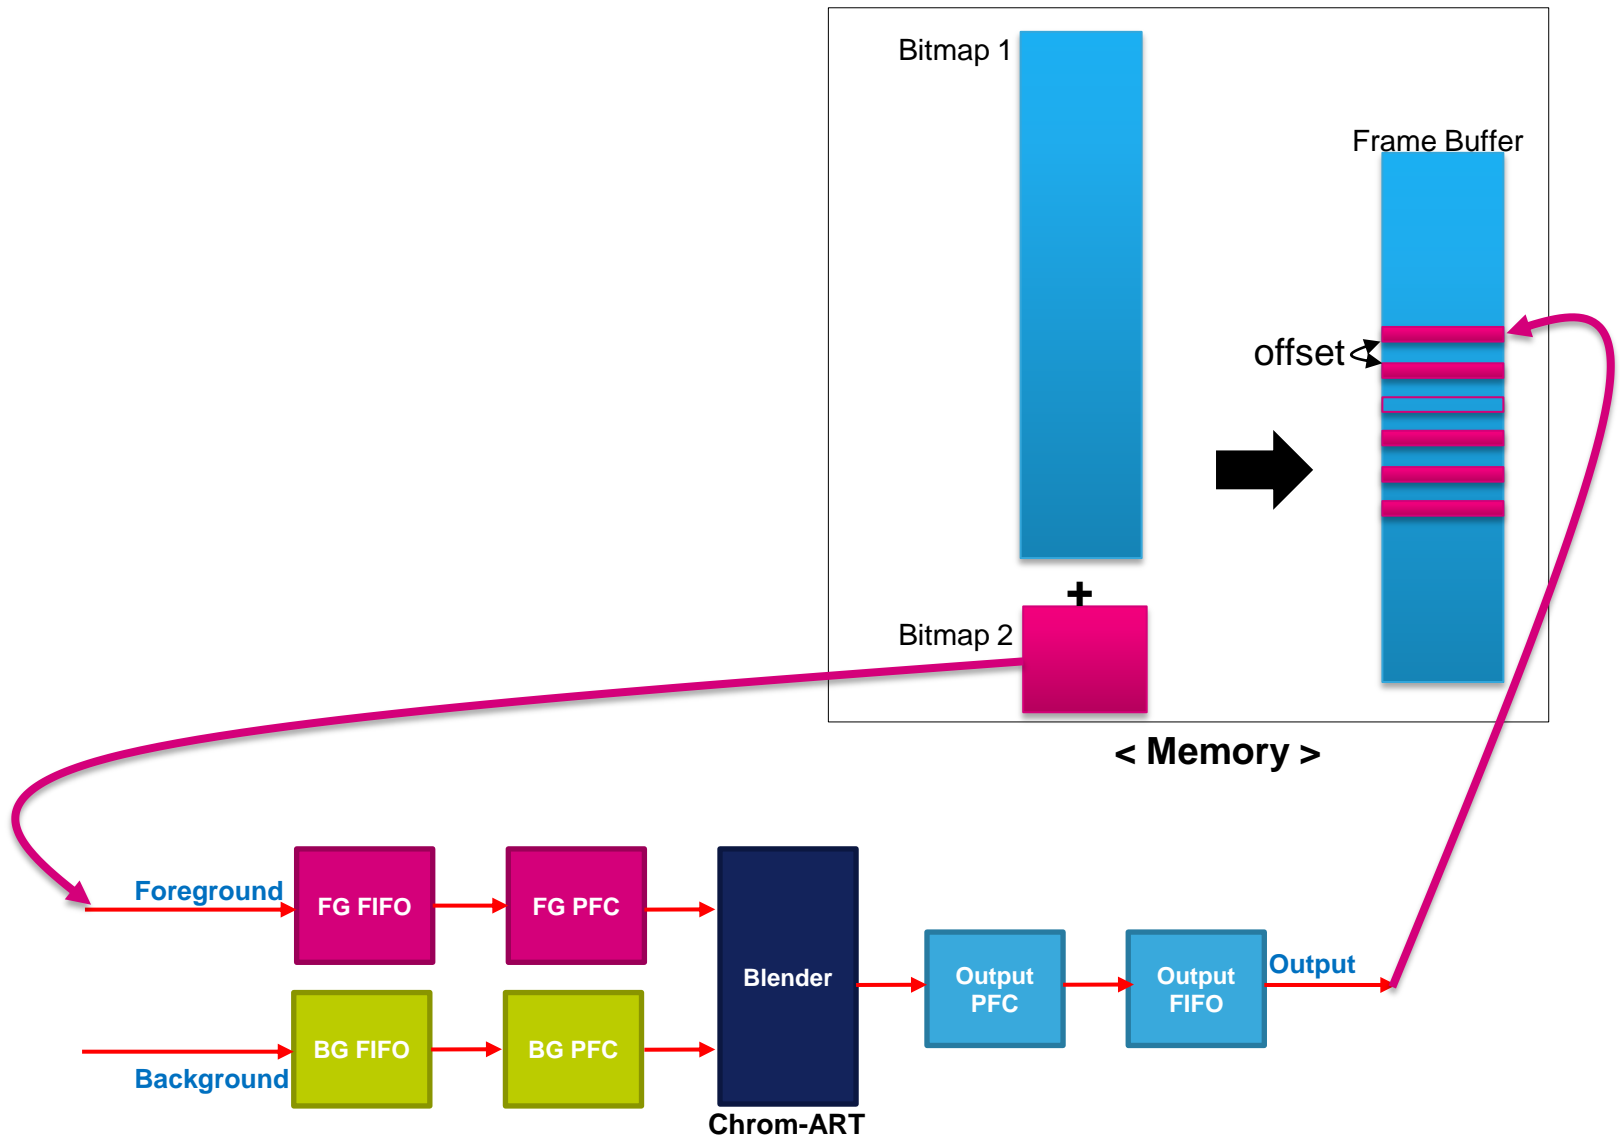 Bitmap 1
Frame Buffer
offset
+
Bitmap 2
< Memory >
Foreground
FG FIFO
FG PFC
Blender
Output
PFC
Output
FIFO
Output
BG FIFO
BG PFC
Background
Chrom-ART